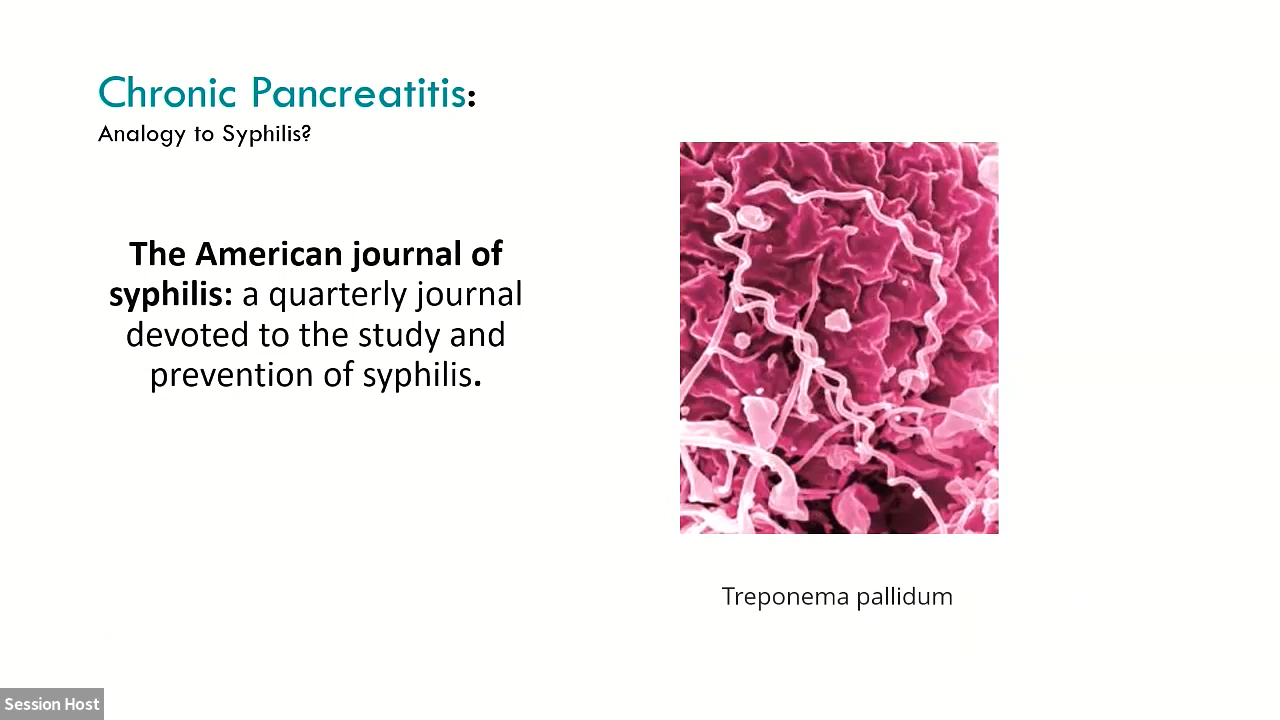 Chronic Pancreatitis:
Analogy to Syphilis?
The American journal of
syphilis: a quarterly journal
devoted to the study and
prevention of syphilis.
Treponema pallidum
Session Host